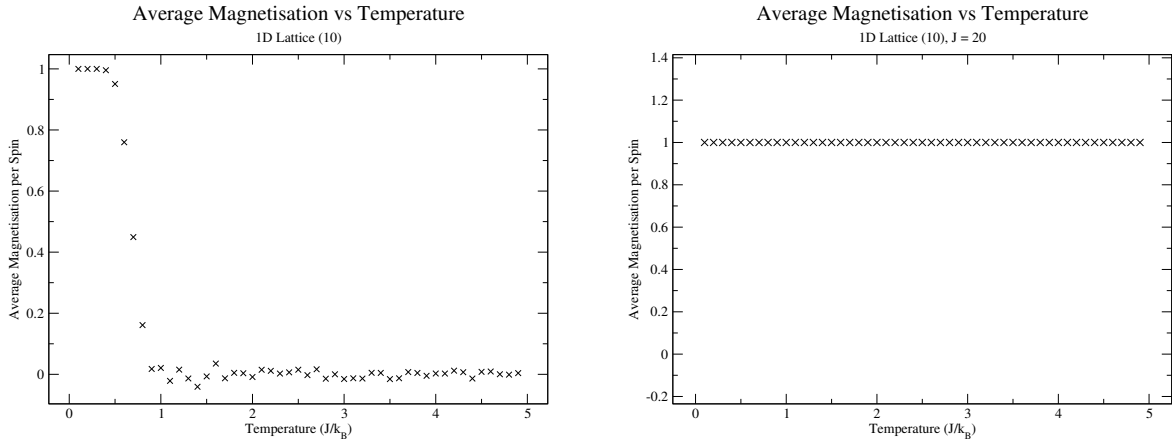 Average Magnetisation vs Temperature
1D Lattice (10)
Average Magnetisation per Spin
1
0.8
0.6
0.4
0.2
0
0 1 2 3 4 5
Temperature (J/k_B)
Average Magnetisation vs Temperature
1D Lattice (10), J = 20
Average Magnetisation per Spin
1.4
1.2
1
0.8
0.6
0.4
0.2
0
-0.2
0 1 2 3 4 5
Temperature (J/k_B)